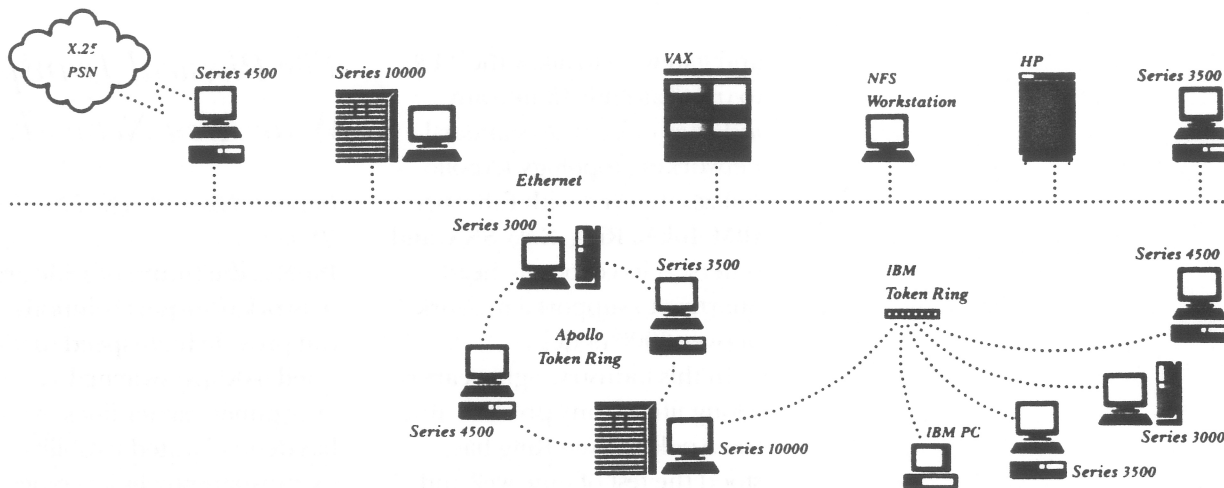 X.25
PSN
Series 4500
Series 10000
VAX
NFS
Workstation
HP
Series 3500
Ethernet
Series 3000
Series 3500
Apollo
Token Ring
Series 4500
Series 10000
IBM
Token Ring
Series 4500
IBM PC
Series 3500
Series 3000